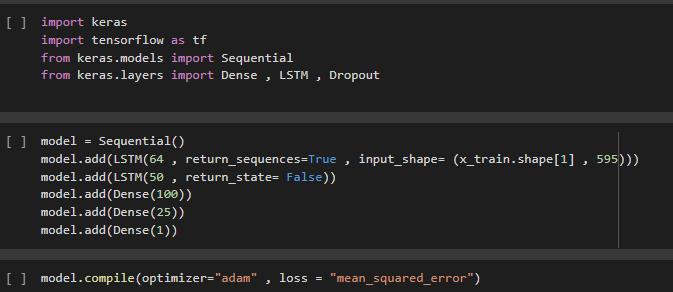 [ ] import keras
import tensorflow as tf
from keras.models import Sequential
from keras.layers import Dense , LSTM , Dropout
[ ] model = Sequential()
model.add(LSTM(64 , return_sequences=True , input_shape= (x_train.shape[1] , 595)))
model.add(LSTM(50 , return_state= False))
model.add(Dense(100))
model.add(Dense(25))
model.add(Dense(1))
[ ] model.compile(optimizer="adam" , loss = "mean_squared_error")